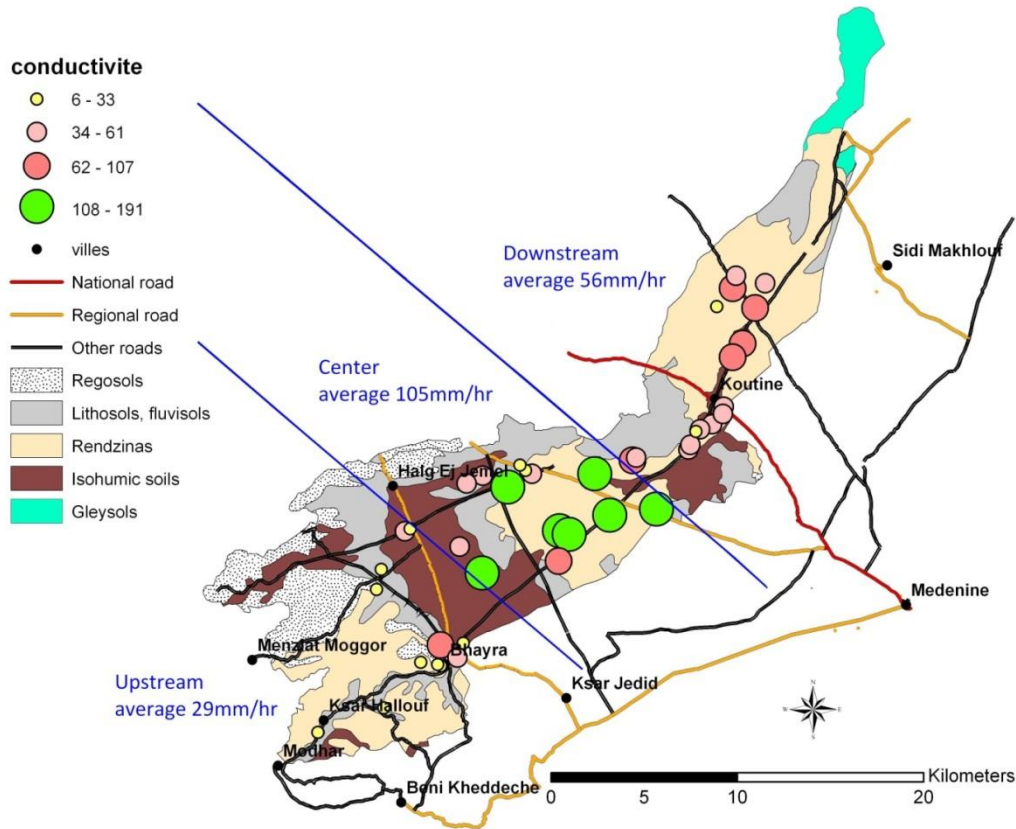 conductivite
6 - 33
34 - 61
62 - 107
108 - 191
villes
National road
Regional road
Other roads
Regosols
Lithosols, fluvisols
Rendzinas
Isohumic soils
Gleysols
Downstream
average 56mm/hr
Sidi Makhlouf
Center
average 105mm/hr
Koutine
Halg Ej Jemel
Medenine
Menzlat Moggor
Bhayra
Upstream
average 29mm/hr
Ksar Jedid
Ksar Hallouf
Modhar
Beni Kheddeche
N
W
E
S
Kilometers
0
5
10
20